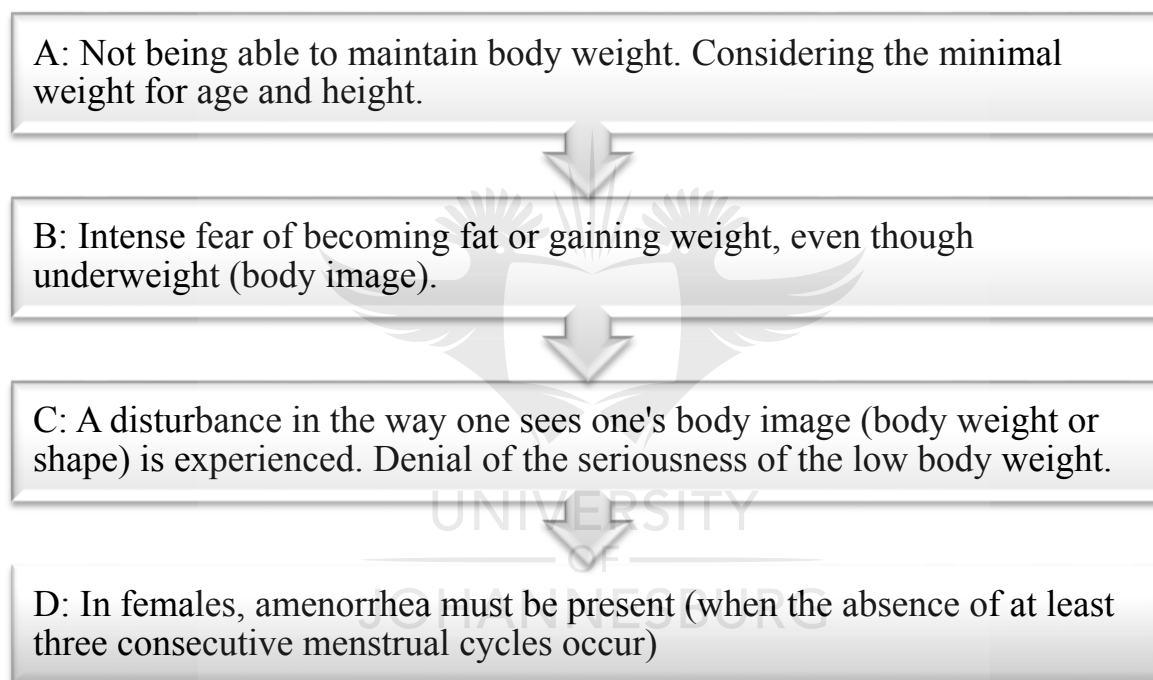 A: Not being able to maintain body weight. Considering the minimal
weight for age and height.
B: Intense fear of becoming fat or gaining weight, even though
underweight (body image).
C: A disturbance in the way one sees one's body image (body weight or
shape) is experienced. Denial of the seriousness of the low body weight.
UNIVERSITY
OF
JOHANNESBURG
D: In females, amenorrhea must be present (when the absence of at least
three consecutive menstrual cycles occur)